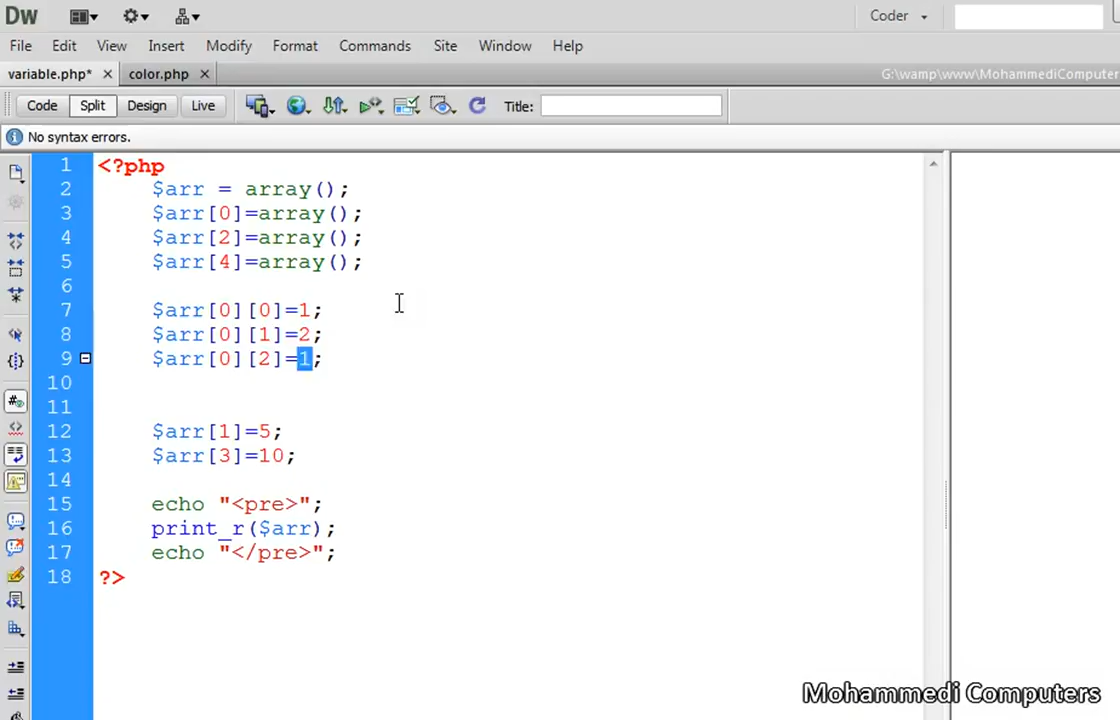 Dw Coder
File Edit View Insert Modify Format Commands Site Window Help
variable.php* color.php G:\wamp\www\MohammediComputer
Code Split Design Live Title:
No syntax errors.
1 <?php
2 $arr = array();
3 $arr[0]=array();
4 $arr[2]=array();
5 $arr[4]=array();
6
7 $arr[0][0]=1;
8 $arr[0][1]=2;
9 $arr[0][2]=1;
10
11
12 $arr[1]=5;
13 $arr[3]=10;
14
15 echo "<pre>";
16 print_r($arr);
17 echo "</pre>";
18 ?>
Mohammedi Computers